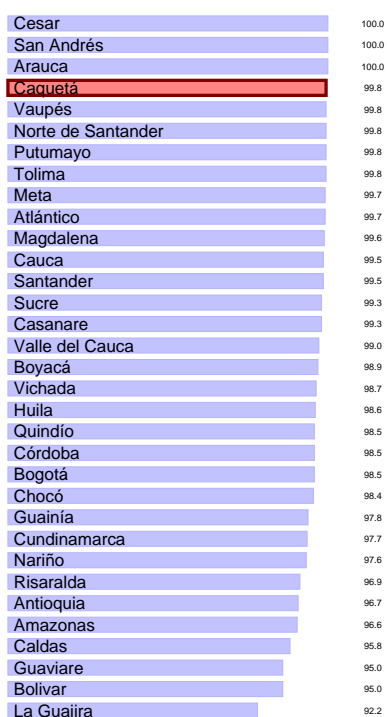 Cesar 100.0
San Andrés 100.0
Arauca 100.0
Caquetá 99.8
Vaupés 99.8
Norte de Santander 99.8
Putumayo 99.8
Tolima 99.8
Meta 99.7
Atlántico 99.7
Magdalena 99.6
Cauca 99.5
Santander 99.5
Sucre 99.3
Casanare 99.3
Valle del Cauca 99.0
Boyacá 98.9
Vichada 98.7
Huila 98.6
Quindío 98.5
Córdoba 98.5
Bogotá 98.5
Chocó 98.4
Guainía 97.8
Cundinamarca 97.7
Nariño 97.6
Risaralda 96.9
Antioquia 96.7
Amazonas 96.6
Caldas 95.8
Guaviare 95.0
Bolivar 95.0
La Guajira 92.2